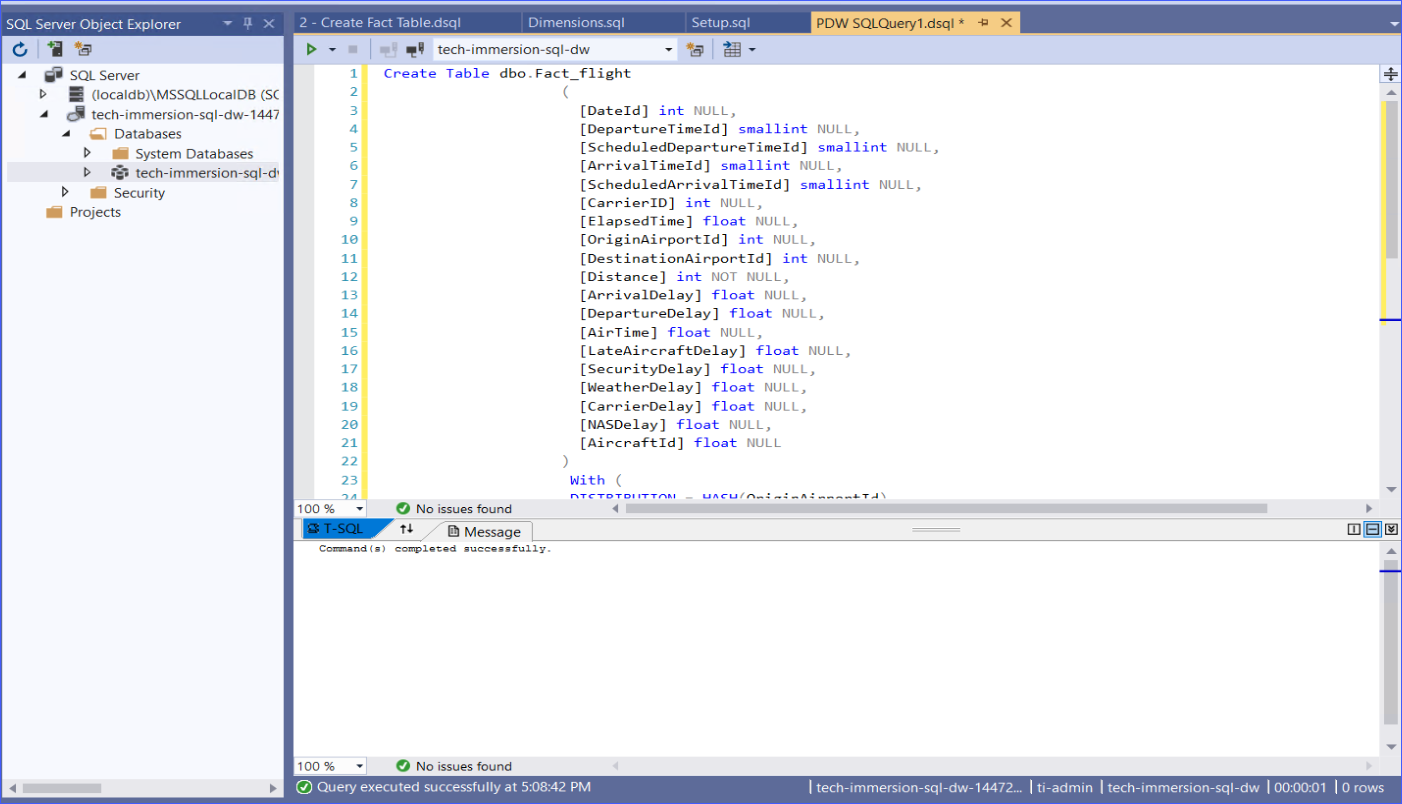 SQL Server Object Explorer
2 - Create Fact Table.dsql
Dimensions.sql
Setup.sql
PDW SQLQuery1.dsql *
tech-immersion-sql-dw
SQL Server
(localdb)\MSSQLLocalDB (SQ
tech-immersion-sql-dw-1447
Databases
System Databases
tech-immersion-sql-dw
Security
Projects
1 Create Table dbo.Fact_flight
2 (
3 [DateId] int NULL,
4 [DepartureTimeId] smallint NULL,
5 [ScheduledDepartureTimeId] smallint NULL,
6 [ArrivalTimeId] smallint NULL,
7 [ScheduledArrivalTimeId] smallint NULL,
8 [CarrierID] int NULL,
9 [ElapsedTime] float NULL,
10 [OriginAirportId] int NULL,
11 [DestinationAirportId] int NULL,
12 [Distance] int NOT NULL,
13 [ArrivalDelay] float NULL,
14 [DepartureDelay] float NULL,
15 [AirTime] float NULL,
16 [LateAircraftDelay] float NULL,
17 [SecurityDelay] float NULL,
18 [WeatherDelay] float NULL,
19 [CarrierDelay] float NULL,
20 [NASDelay] float NULL,
21 [AircraftId] float NULL
22 )
23 With (
24 DISTRIBUTION = HASH(OriginAirportId)
100 %
No issues found
T-SQL
Message
Command(s) completed successfully.
100 %
No issues found
Query executed successfully at 5:08:42 PM
tech-immersion-sql-dw-14472...
ti-admin
tech-immersion-sql-dw
00:00:01
0 rows